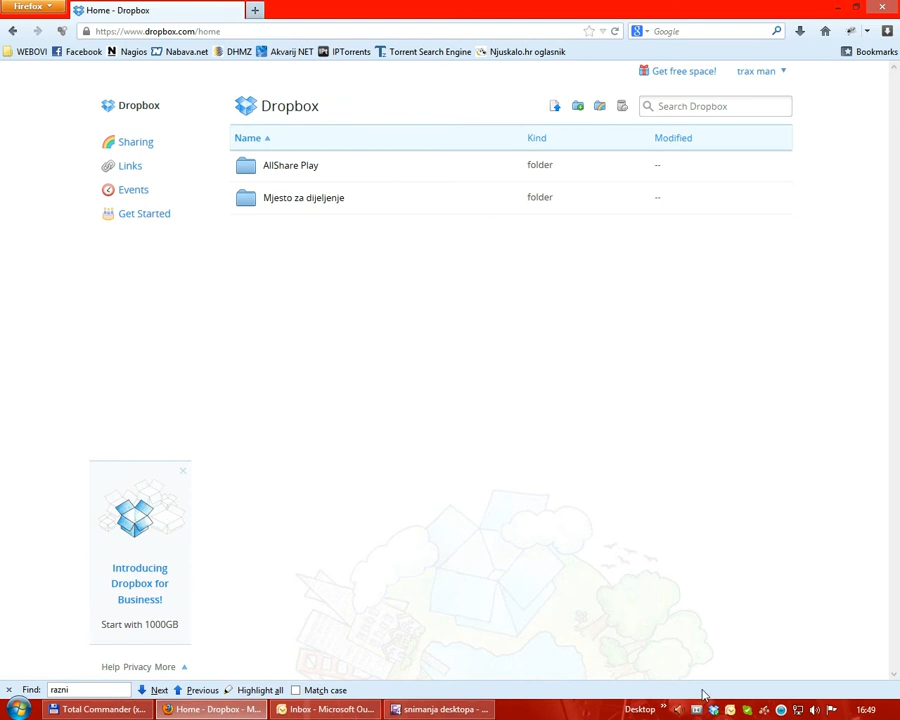 Firefox
Home - Dropbox
https://www.dropbox.com/home
Google
WEBOVI
Facebook
Nagios
Nabava.net
DHMZ
Akvarij NET
IPTorrents
Torrent Search Engine
Njuskalo.hr oglasnik
Bookmarks
Get free space!
trax man
Dropbox
Dropbox
Search Dropbox
Name
Kind
Modified
Sharing
Links
Events
Get Started
AllShare Play
folder
--
Mjesto za dijeljenje
folder
--
Introducing
Dropbox for
Business!
Start with 1000GB
Help Privacy More
Find:
razni
Next
Previous
Highlight all
Match case
Total Commander (x...
Home - Dropbox - M...
Inbox - Microsoft Ou...
snimanja desktopa - ...
Desktop
16:49